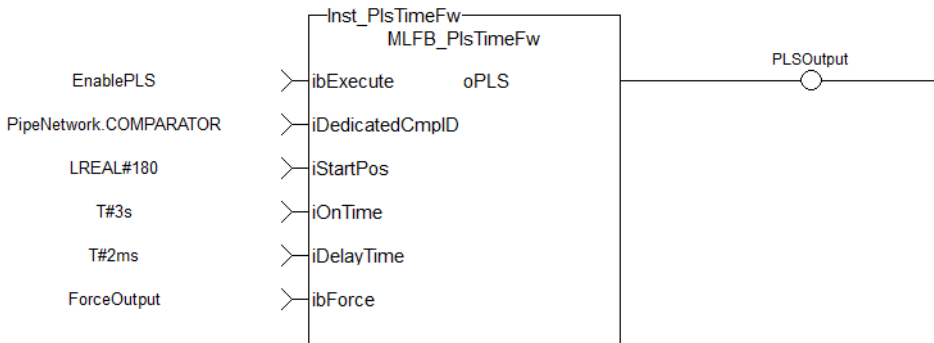 Inst_PlsTimeFw
MLFB_PlsTimeFw
PLSOutput
EnablePLS ibExecute oPLS
PipeNetwork.COMPARATOR iDedicatedCmpID
LREAL#180 iStartPos
T#3s iOnTime
T#2ms iDelayTime
ForceOutput ibForce